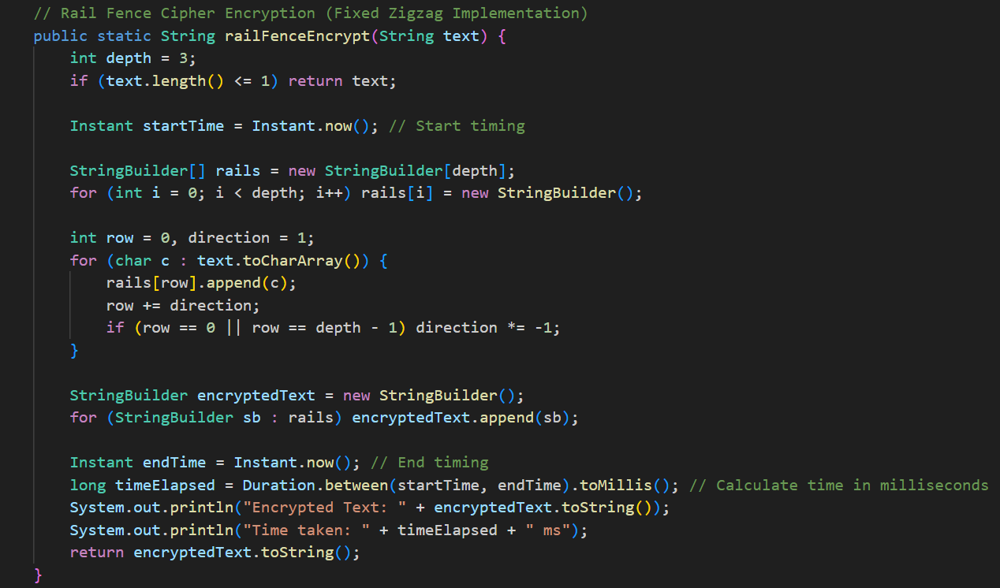 // Rail Fence Cipher Encryption (Fixed Zigzag Implementation)
public static String railFenceEncrypt(String text) {
    int depth = 3;
    if (text.length() <= 1) return text;

    Instant startTime = Instant.now(); // Start timing

    StringBuilder[] rails = new StringBuilder[depth];
    for (int i = 0; i < depth; i++) rails[i] = new StringBuilder();

    int row = 0, direction = 1;
    for (char c : text.toCharArray()) {
        rails[row].append(c);
        row += direction;
        if (row == 0 || row == depth - 1) direction *= -1;
    }

    StringBuilder encryptedText = new StringBuilder();
    for (StringBuilder sb : rails) encryptedText.append(sb);

    Instant endTime = Instant.now(); // End timing
    long timeElapsed = Duration.between(startTime, endTime).toMillis(); // Calculate time in milliseconds
    System.out.println("Encrypted Text: " + encryptedText.toString());
    System.out.println("Time taken: " + timeElapsed + " ms");
    return encryptedText.toString();
}